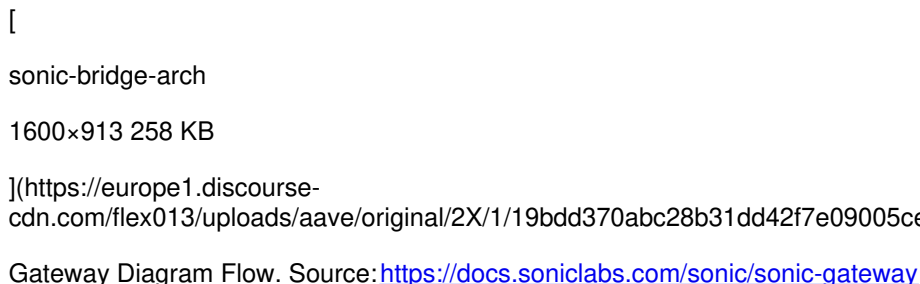 [
sonic-bridge-arch
1600×913 258 KB
](https://europe1.discourse-
cdn.com/flex013/uploads/aave/original/2X/1/19bdd370abc28b31dd42f7e09005ce
Gateway Diagram Flow. Source: https://docs.soniclabs.com/sonic/sonic-gateway